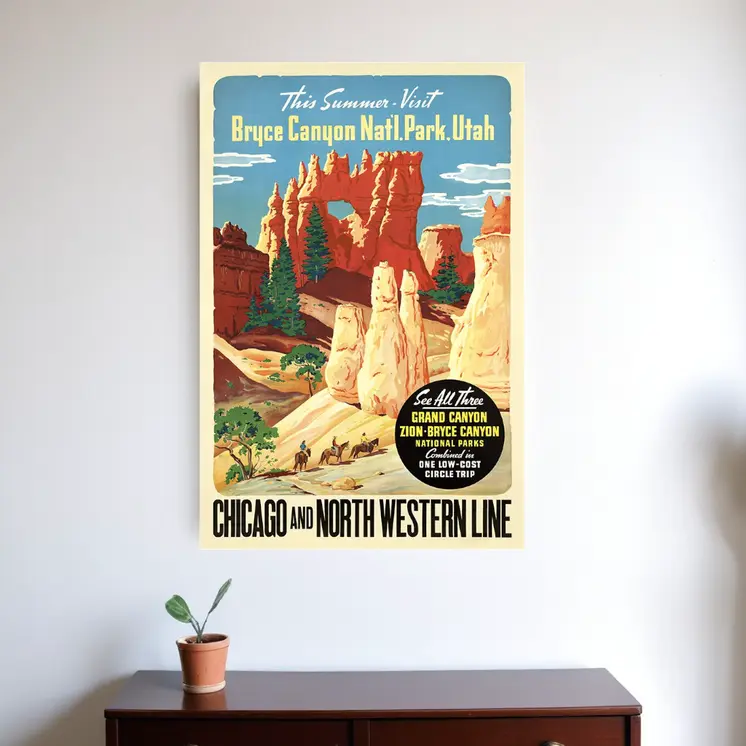 This Summer - Visit
Bryce Canyon Nat'l. Park, Utah
See All Three
GRAND CANYON
ZION-BRYCE CANYON
NATIONAL PARKS
Combined in
ONE LOW-COST
CIRCLE TRIP
CHICAGO AND NORTH WESTERN LINE